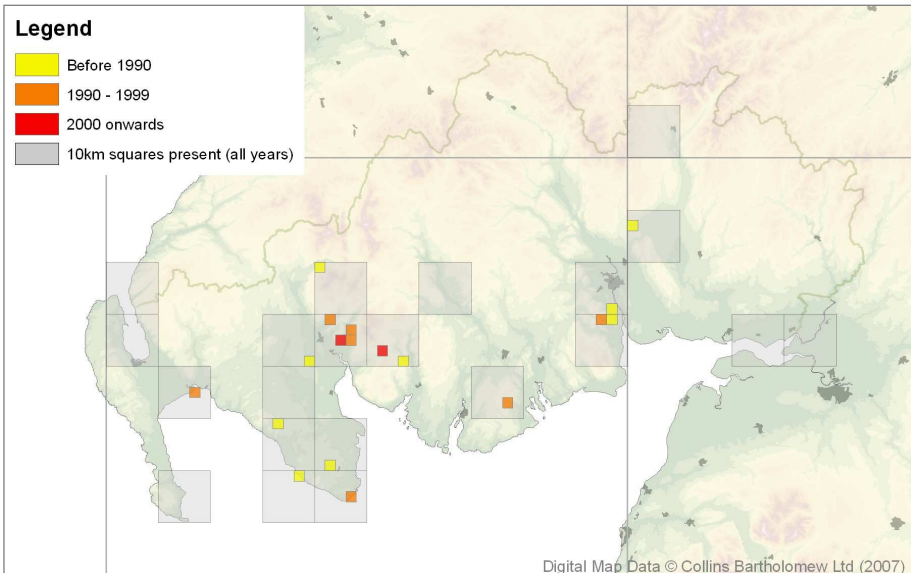 Legend
Before 1990
1990 - 1999
2000 onwards
10km squares present (all years)
Digital Map Data © Collins Bartholomew Ltd (2007)